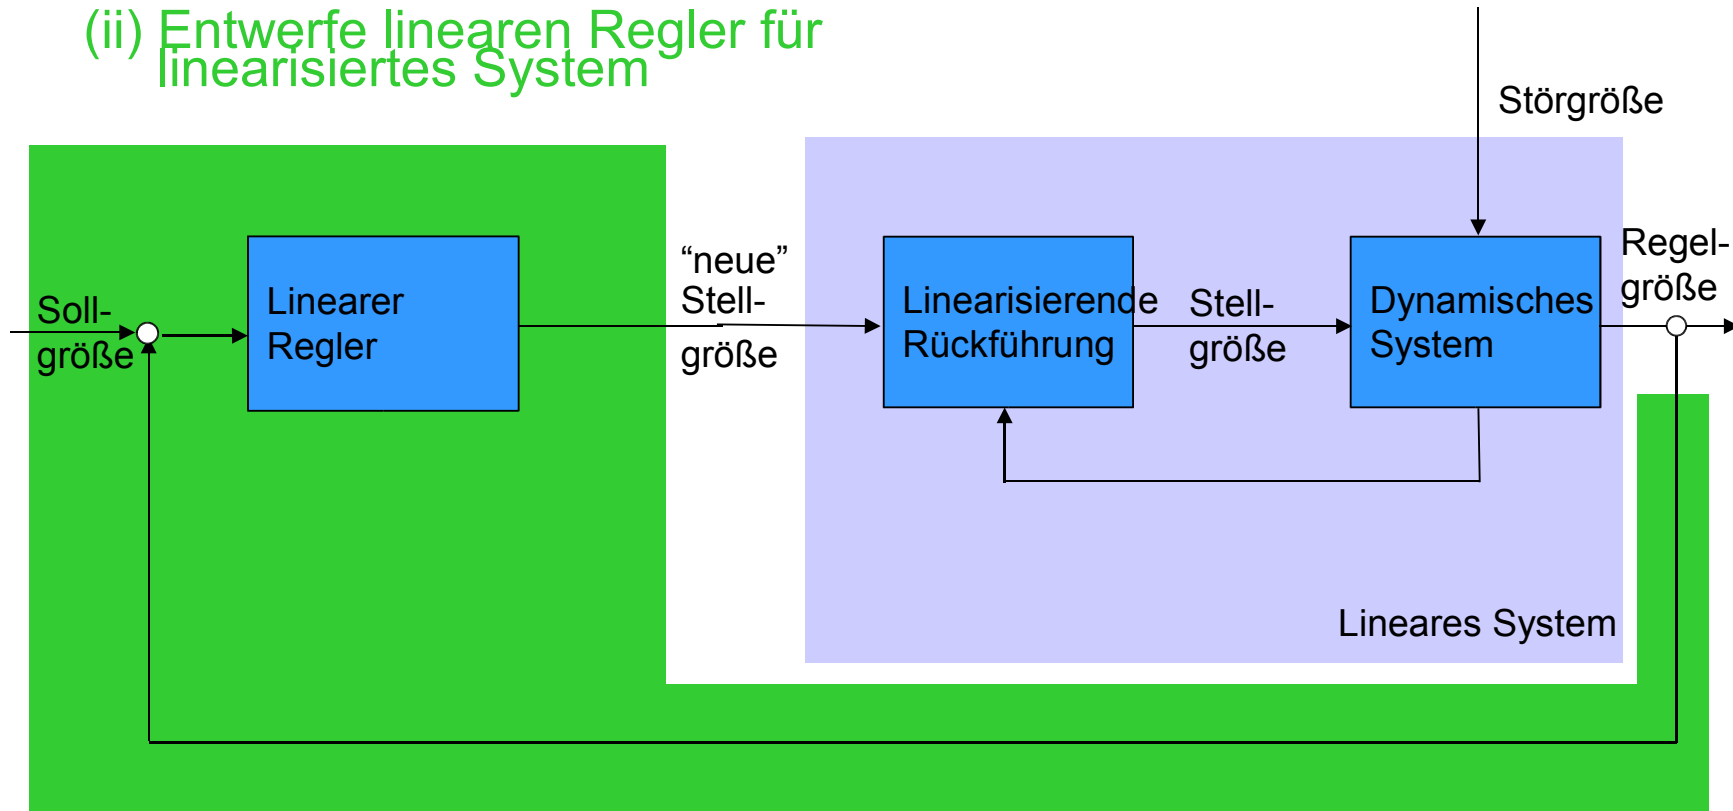 (ii) Entwerfe linearen Regler für
linearisiertes System
Störgröße
Soll-
größe
Linearer
Regler
“neue”
Stell-
größe
Linearisierende
Rückführung
Stell-
größe
Dynamisches
System
Regel-
größe
Lineares System